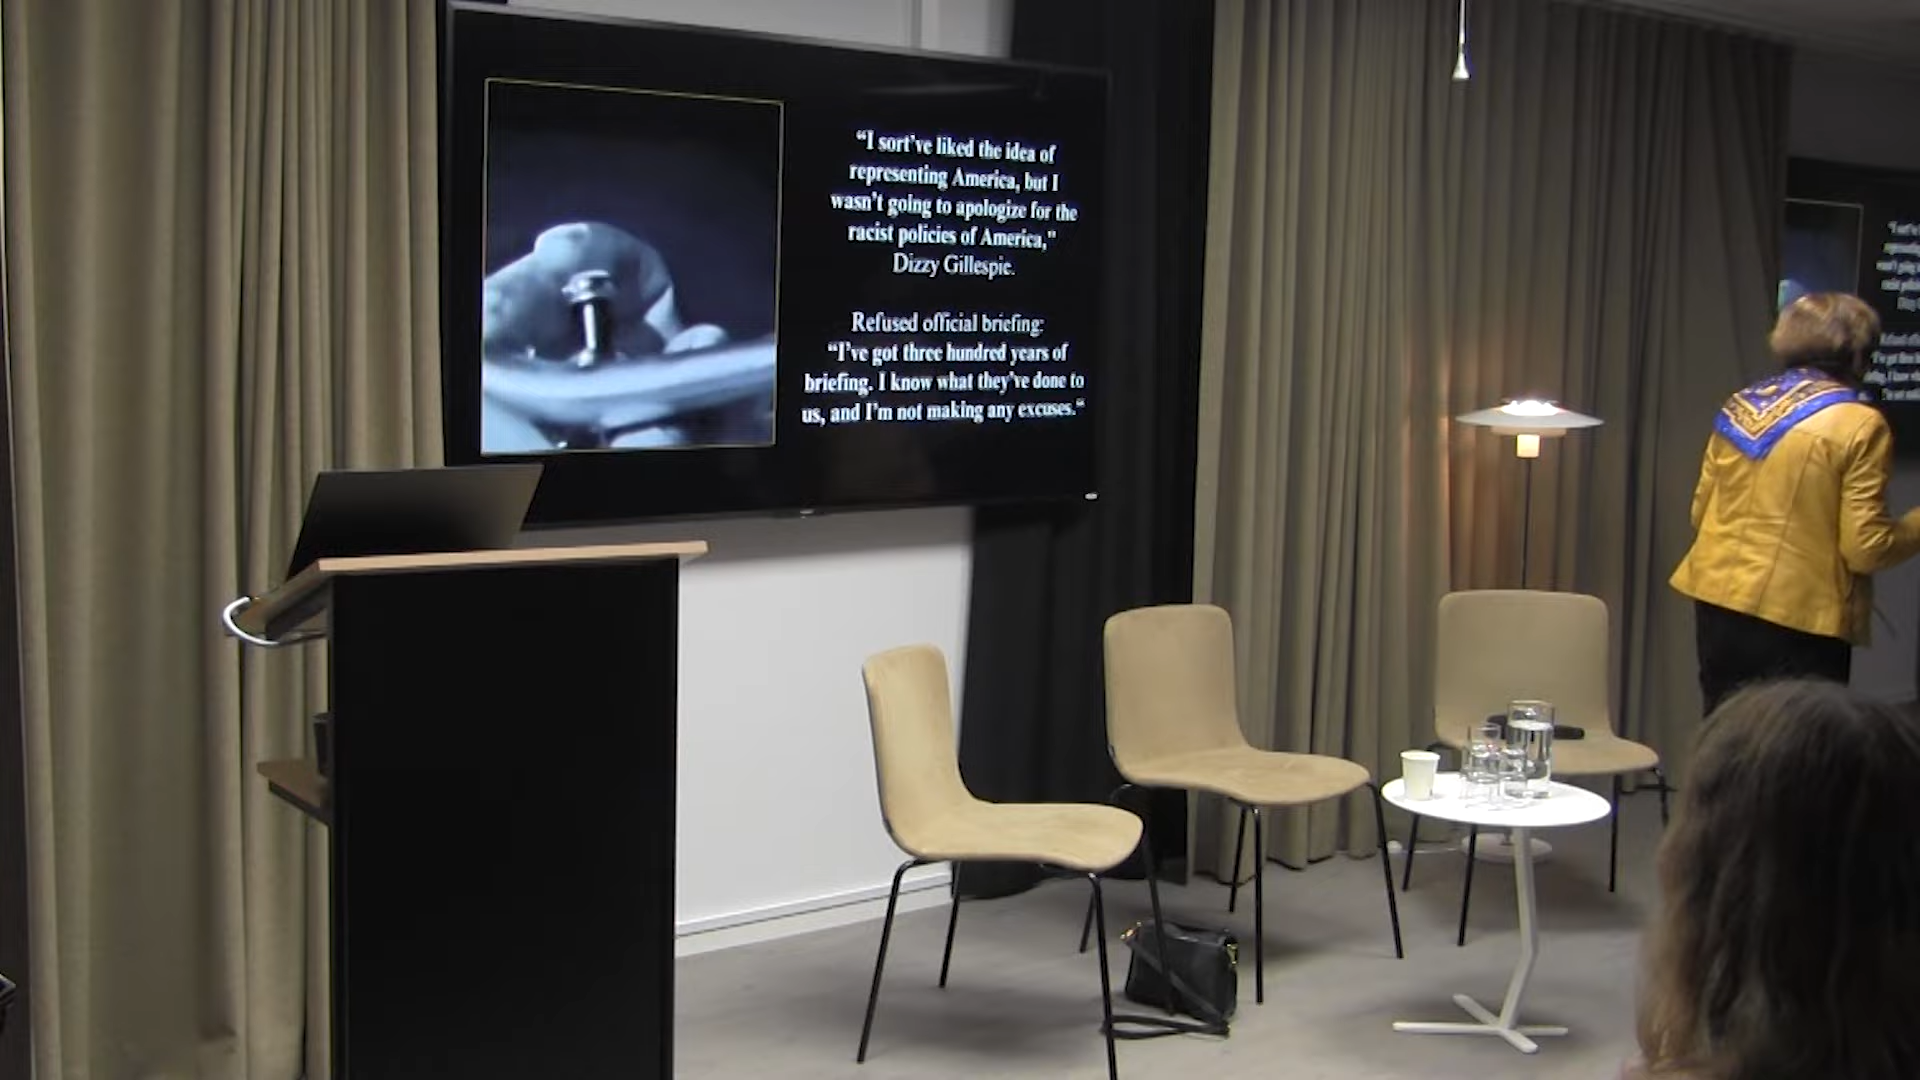 “I sort’ve liked the idea of
representing America, but I
wasn’t going to apologize for the
racist policies of America,"
Dizzy Gillespie.
Refused official briefing:
“I’ve got three hundred years of
briefing. I know what they’ve done to
us, and I’m not making any excuses.“